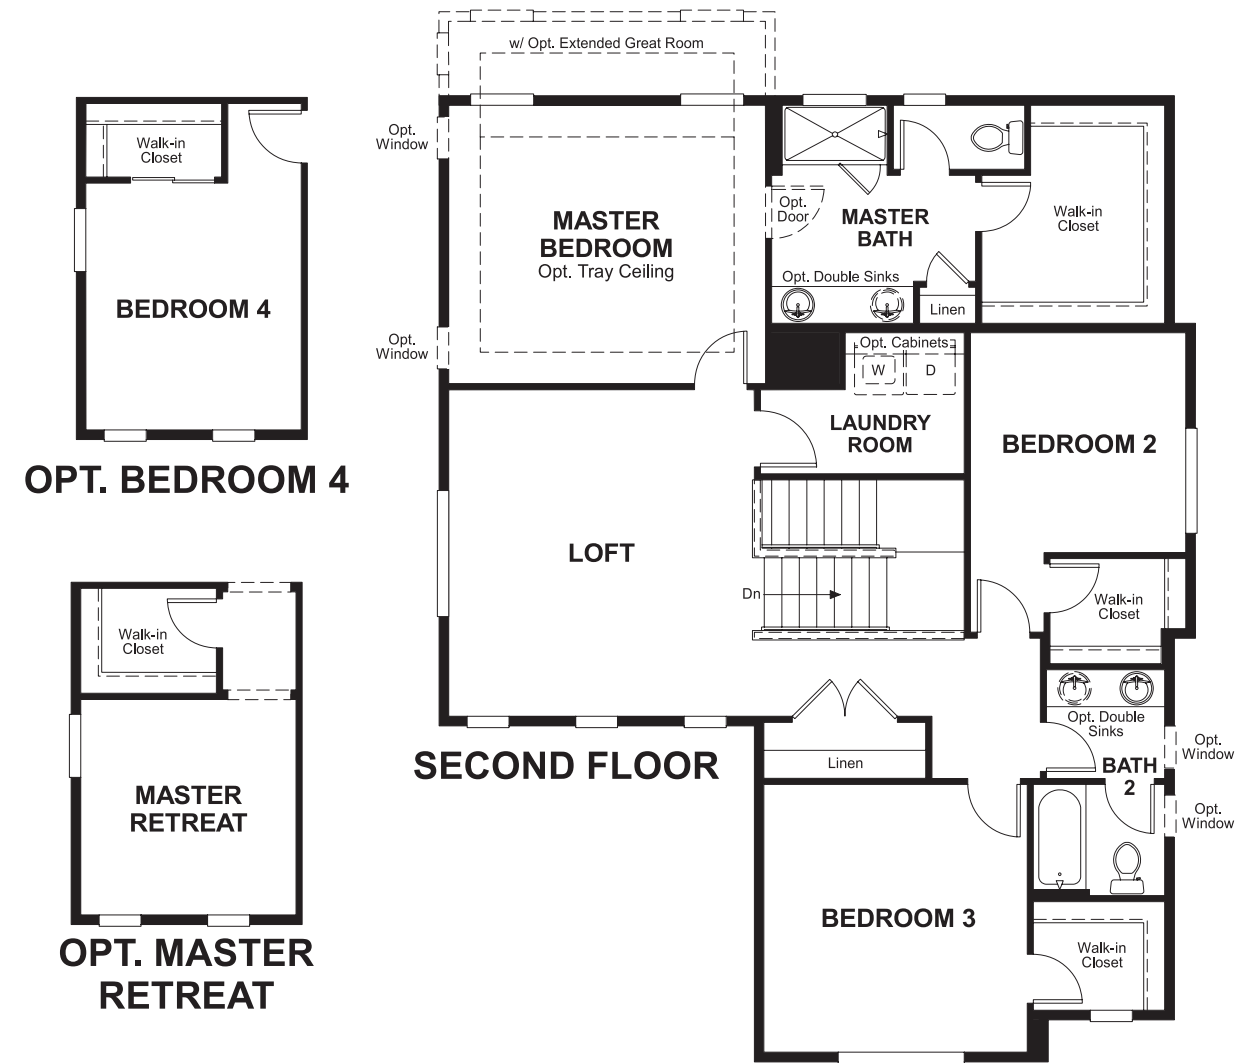 w/ Opt. Extended Great Room
Opt.
Window
MASTER
BEDROOM
Opt. Tray Ceiling
Opt.
Window
Opt.
Door
MASTER
BATH
Opt. Double Sinks
Linen
Walk-in
Closet
Opt. Cabinets
W
D
LAUNDRY
ROOM
BEDROOM 2
Walk-in
Closet
LOFT
Dn
Opt. Double
Sinks
BATH
2
Opt.
Window
Opt.
Window
Linen
SECOND FLOOR
BEDROOM 3
Walk-in
Closet
Walk-in
Closet
BEDROOM 4
OPT. BEDROOM 4
Walk-in
Closet
MASTER
RETREAT
OPT. MASTER
RETREAT